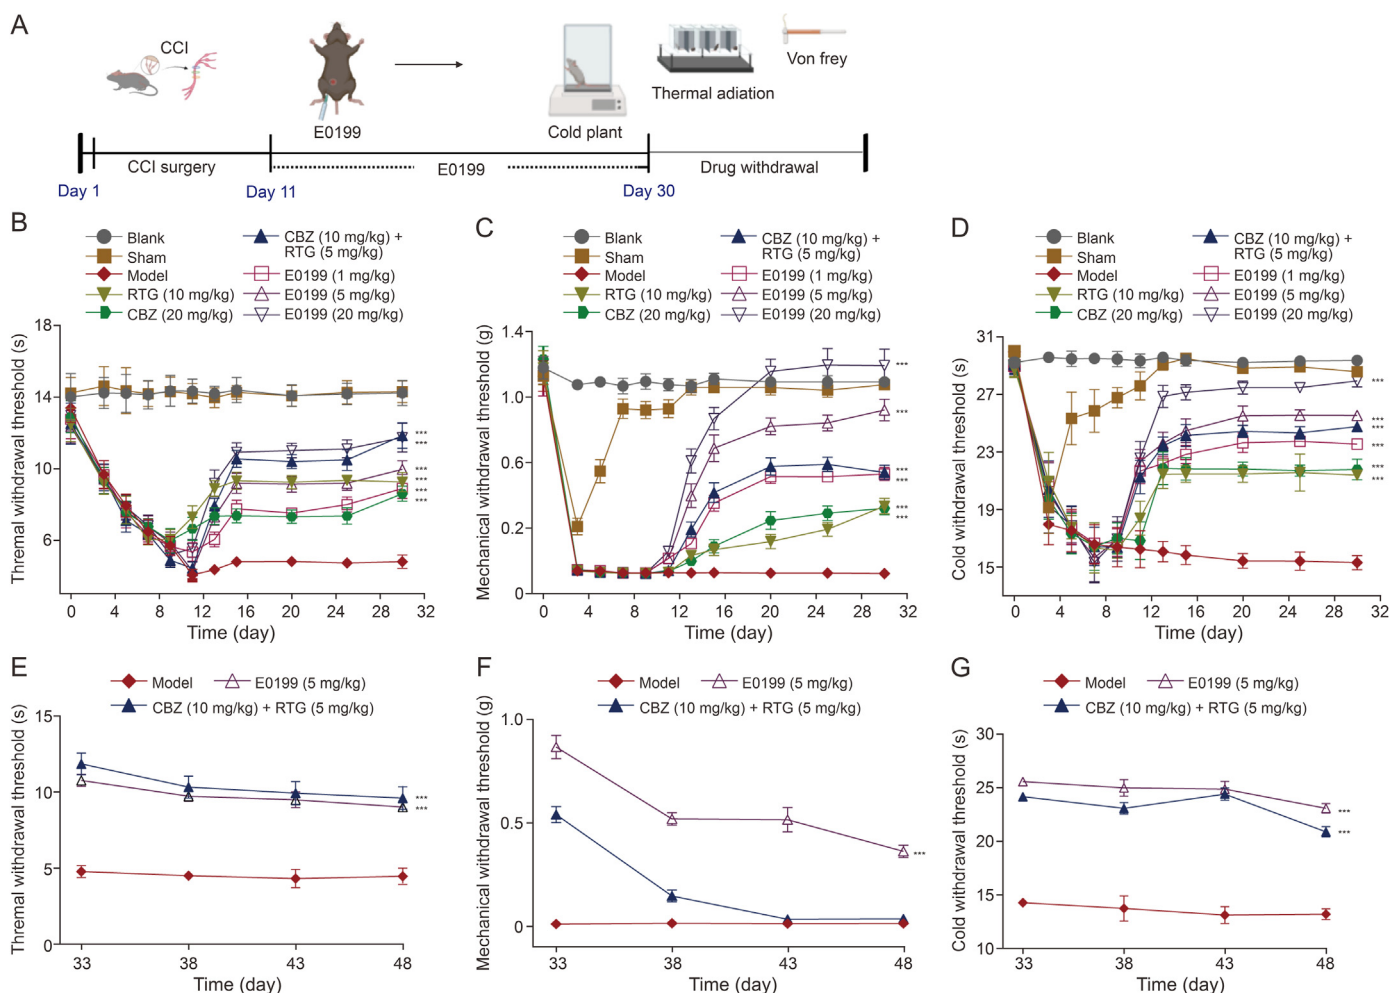 A
CCI
E0199
Cold plant
Thermal adiation
Von frey
CCI surgery
E0199
Drug withdrawal
Day 1
Day 11
Day 30
B
Blank
Sham
Model
RTG (10 mg/kg)
CBZ (20 mg/kg)
CBZ (10 mg/kg) +
RTG (5 mg/kg)
E0199 (1 mg/kg)
E0199 (5 mg/kg)
E0199 (20 mg/kg)
Thremal withdrawal threshold (s)
18
14
10
6
***
***
***
***
***
***
0 4 8 12 13 16 20 24 28 32
Time (day)
C
Blank
Sham
Model
RTG (10 mg/kg)
CBZ (20 mg/kg)
CBZ (10 mg/kg) +
RTG (5 mg/kg)
E0199 (1 mg/kg)
E0199 (5 mg/kg)
E0199 (20 mg/kg)
Mechanical withdrawal threshold (g)
1.4
1.0
0.6
0.2
0
***
***
***
***
***
***
0 4 8 12 13 16 20 24 28 32
Time (day)
D
Blank
Sham
Model
RTG (10 mg/kg)
CBZ (20 mg/kg)
CBZ (10 mg/kg) +
RTG (5 mg/kg)
E0199 (1 mg/kg)
E0199 (5 mg/kg)
E0199 (20 mg/kg)
Cold withdrawal threshold (s)
31
27
23
19
15
***
***
***
***
***
***
0 4 8 12 13 16 20 24 28 32
Time (day)
E
Model
E0199 (5 mg/kg)
CBZ (10 mg/kg) + RTG (5 mg/kg)
Thremal withdrawal threshold (s)
15
10
5
0
***
***
33 38 43 48
Time (day)
F
Model
E0199 (5 mg/kg)
CBZ (10 mg/kg) + RTG (5 mg/kg)
Mechanical withdrawal threshold (g)
1.0
0.5
0
***
33 38 43 48
Time (day)
G
Model
E0199 (5 mg/kg)
CBZ (10 mg/kg) + RTG (5 mg/kg)
Cold withdrawal threshold (s)
30
25
20
15
10
***
***
33 38 43 48
Time (day)